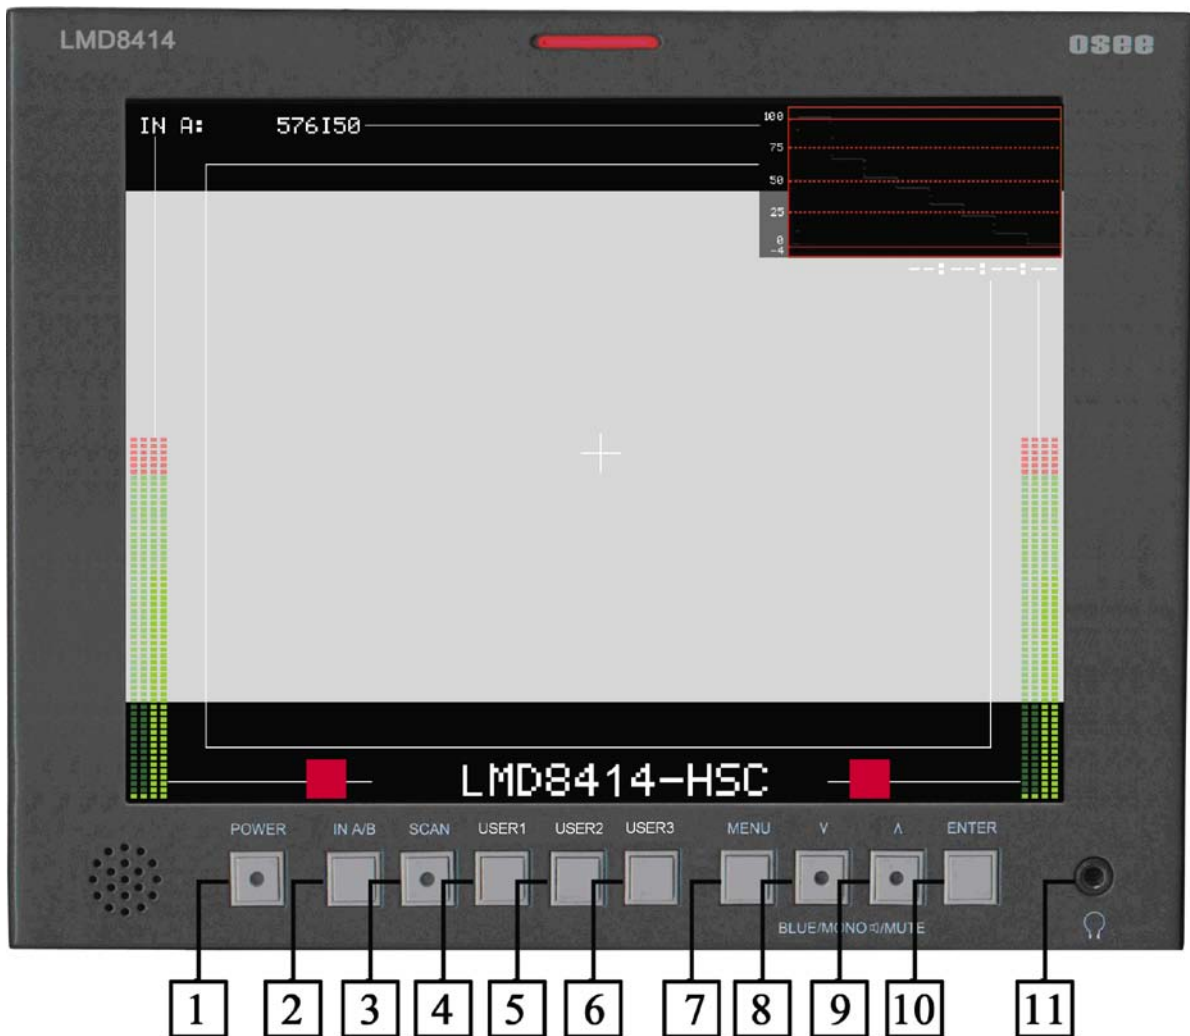 LMD8414 osee
IN A: 576I50
100
75
50
25
0
-4
--:--:--:--
LMD8414-HSC
POWER IN A/B SCAN USER1 USER2 USER3 MENU ∨ ∧ ENTER
BLUE/MONO /MUTE
1 2 3 4 5 6 7 8 9 10 11